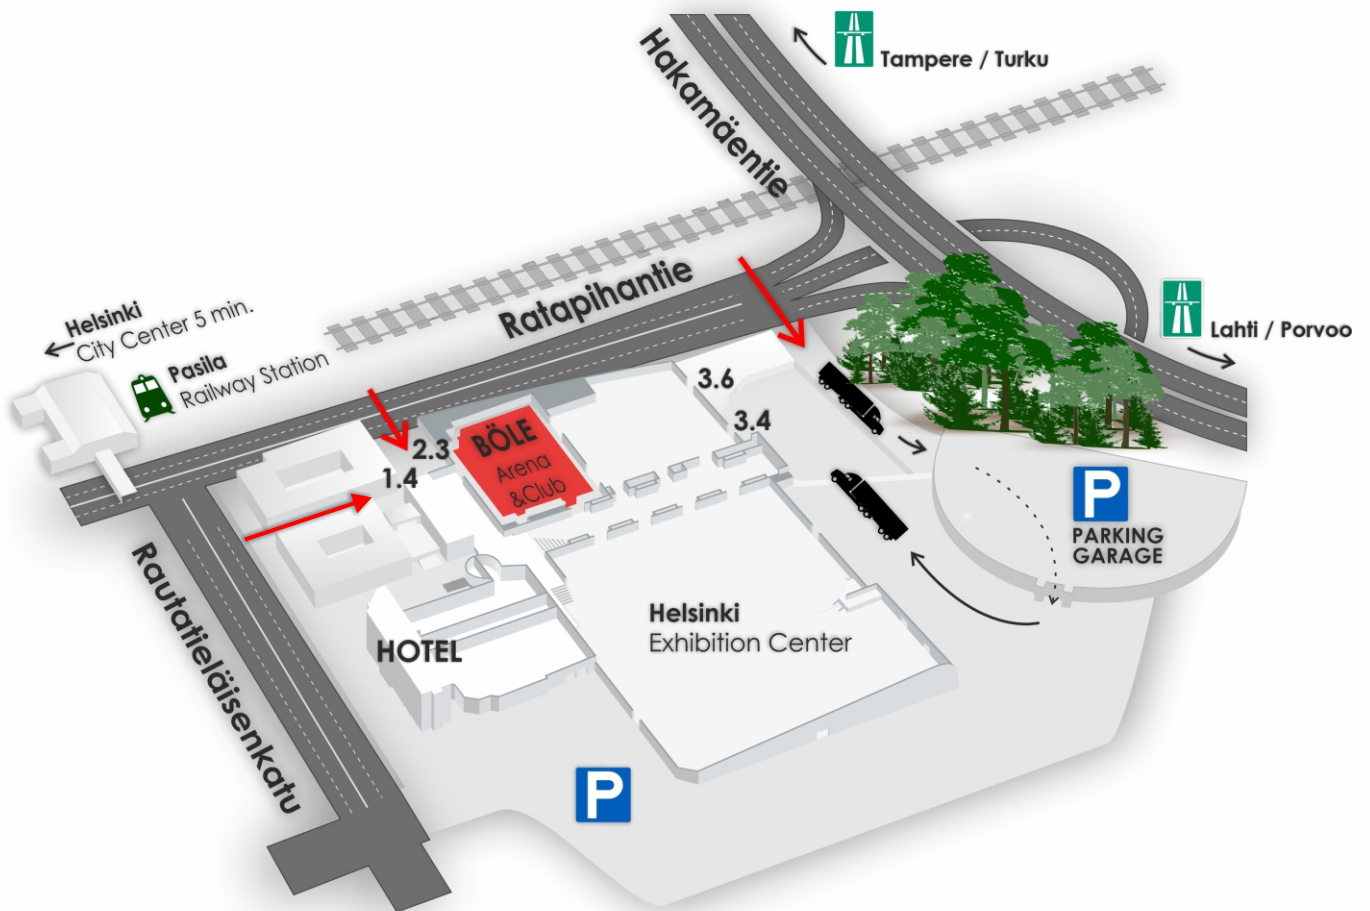 Hakamäentie
Tampere / Turku
Ratapihantie
Lahti / Porvoo
Helsinki
City Center 5 min.
Pasila
Railway Station
3.6
3.4
2.3
1.4
BÖLE
Arena
&Club
P
PARKING
GARAGE
Rautatieläisenkatu
HOTEL
Helsinki
Exhibition Center
P